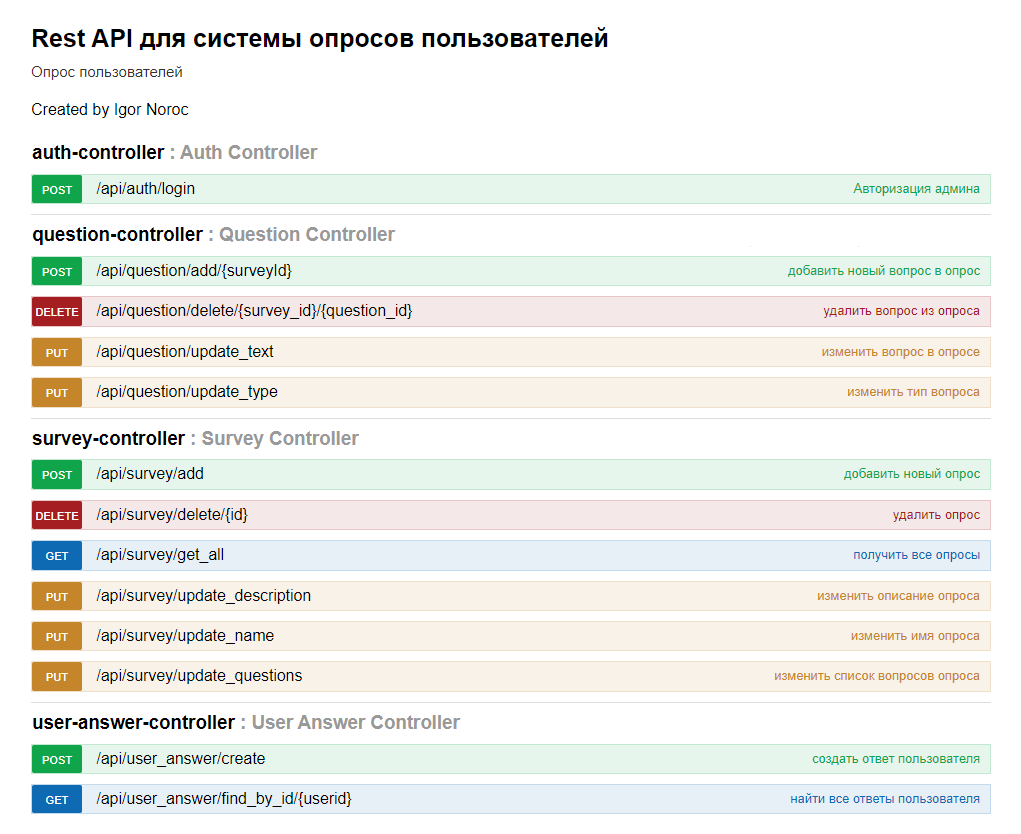 Rest API для системы опросов пользователей
Опрос пользователей
Created by Igor Noroc
auth-controller : Auth Controller
POST /api/auth/login Авторизация админа
question-controller : Question Controller
POST /api/question/add/{surveyId} добавить новый вопрос в опрос
DELETE /api/question/delete/{survey_id}/{question_id} удалить вопрос из опроса
PUT /api/question/update_text изменить вопрос в опросе
PUT /api/question/update_type изменить тип вопроса
survey-controller : Survey Controller
POST /api/survey/add добавить новый опрос
DELETE /api/survey/delete/{id} удалить опрос
GET /api/survey/get_all получить все опросы
PUT /api/survey/update_description изменить описание опроса
PUT /api/survey/update_name изменить имя опроса
PUT /api/survey/update_questions изменить список вопросов опроса
user-answer-controller : User Answer Controller
POST /api/user_answer/create создать ответ пользователя
GET /api/user_answer/find_by_id/{userid} найти все ответы пользователя